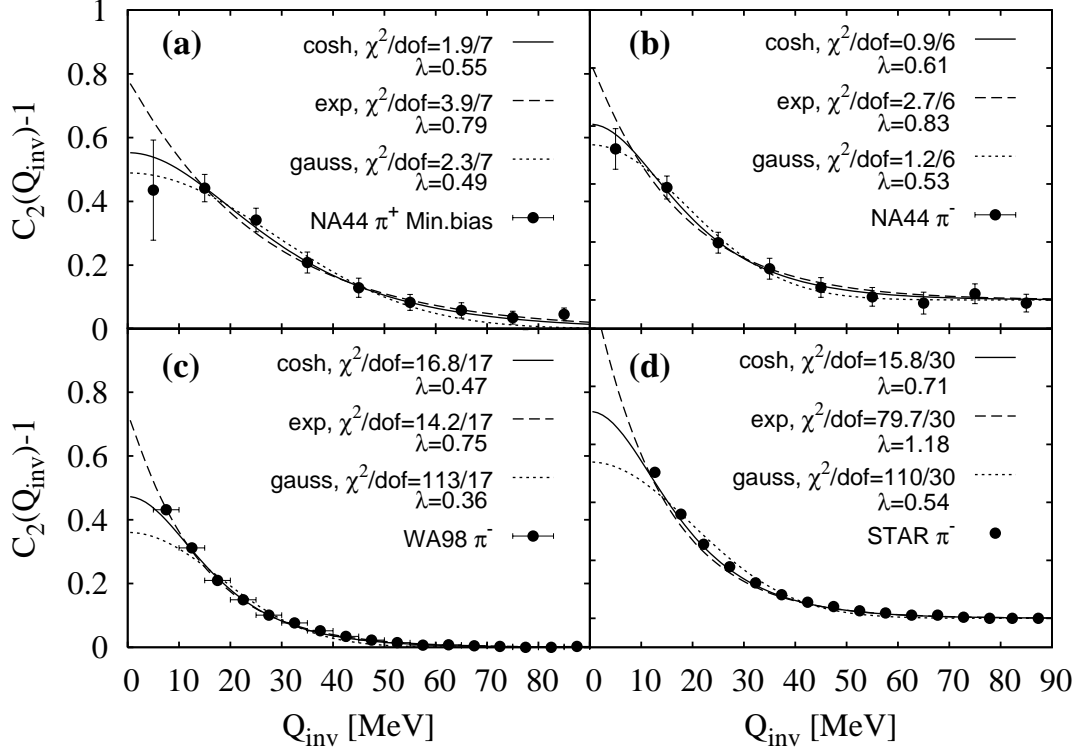 (a)
cosh, χ²/dof=1.9/7
λ=0.55
exp, χ²/dof=3.9/7
λ=0.79
gauss, χ²/dof=2.3/7
λ=0.49
NA44 π⁺ Min.bias
(b)
cosh, χ²/dof=0.9/6
λ=0.61
exp, χ²/dof=2.7/6
λ=0.83
gauss, χ²/dof=1.2/6
λ=0.53
NA44 π⁻
C₂(Q_inv)-1
1
0.8
0.6
0.4
0.2
0
(c)
cosh, χ²/dof=16.8/17
λ=0.47
exp, χ²/dof=14.2/17
λ=0.75
gauss, χ²/dof=113/17
λ=0.36
WA98 π⁻
(d)
cosh, χ²/dof=15.8/30
λ=0.71
exp, χ²/dof=79.7/30
λ=1.18
gauss, χ²/dof=110/30
λ=0.54
STAR π⁻
C₂(Q_inv)-1
0.8
0.6
0.4
0.2
0
0 10 20 30 40 50 60 70 80
0 10 20 30 40 50 60 70 80 90
Q_inv [MeV]
Q_inv [MeV]